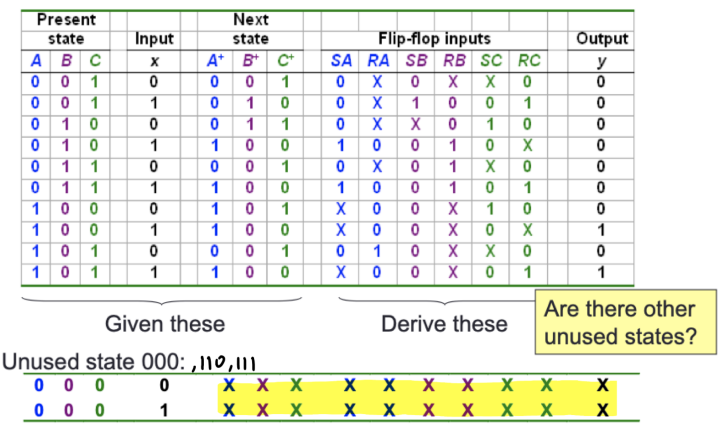 Present Next
state Input state Flip-flop inputs Output
A B C x A+ B+ C+ SA RA SB RB SC RC y
0 0 1 0 0 0 1 0 X 0 X X 0 0
0 0 1 1 0 1 0 0 X 1 0 0 1 0
0 1 0 0 0 1 1 0 X X 0 1 0 0
0 1 0 1 1 0 0 1 0 0 1 0 X 0
0 1 1 0 0 0 1 0 X 0 1 X 0 0
0 1 1 1 1 0 0 1 0 0 1 0 1 0
1 0 0 0 1 0 1 X 0 0 X 1 0 0
1 0 0 1 1 0 0 X 0 0 X 0 X 1
1 0 1 0 0 0 1 0 1 0 X X 0 0
1 0 1 1 1 0 0 X 0 0 X 0 1 1
Given these Derive these
Are there other
unused states?
Unused state 000: ,110,111
0 0 0 0 X X X X X X X X X X
0 0 0 1 X X X X X X X X X X